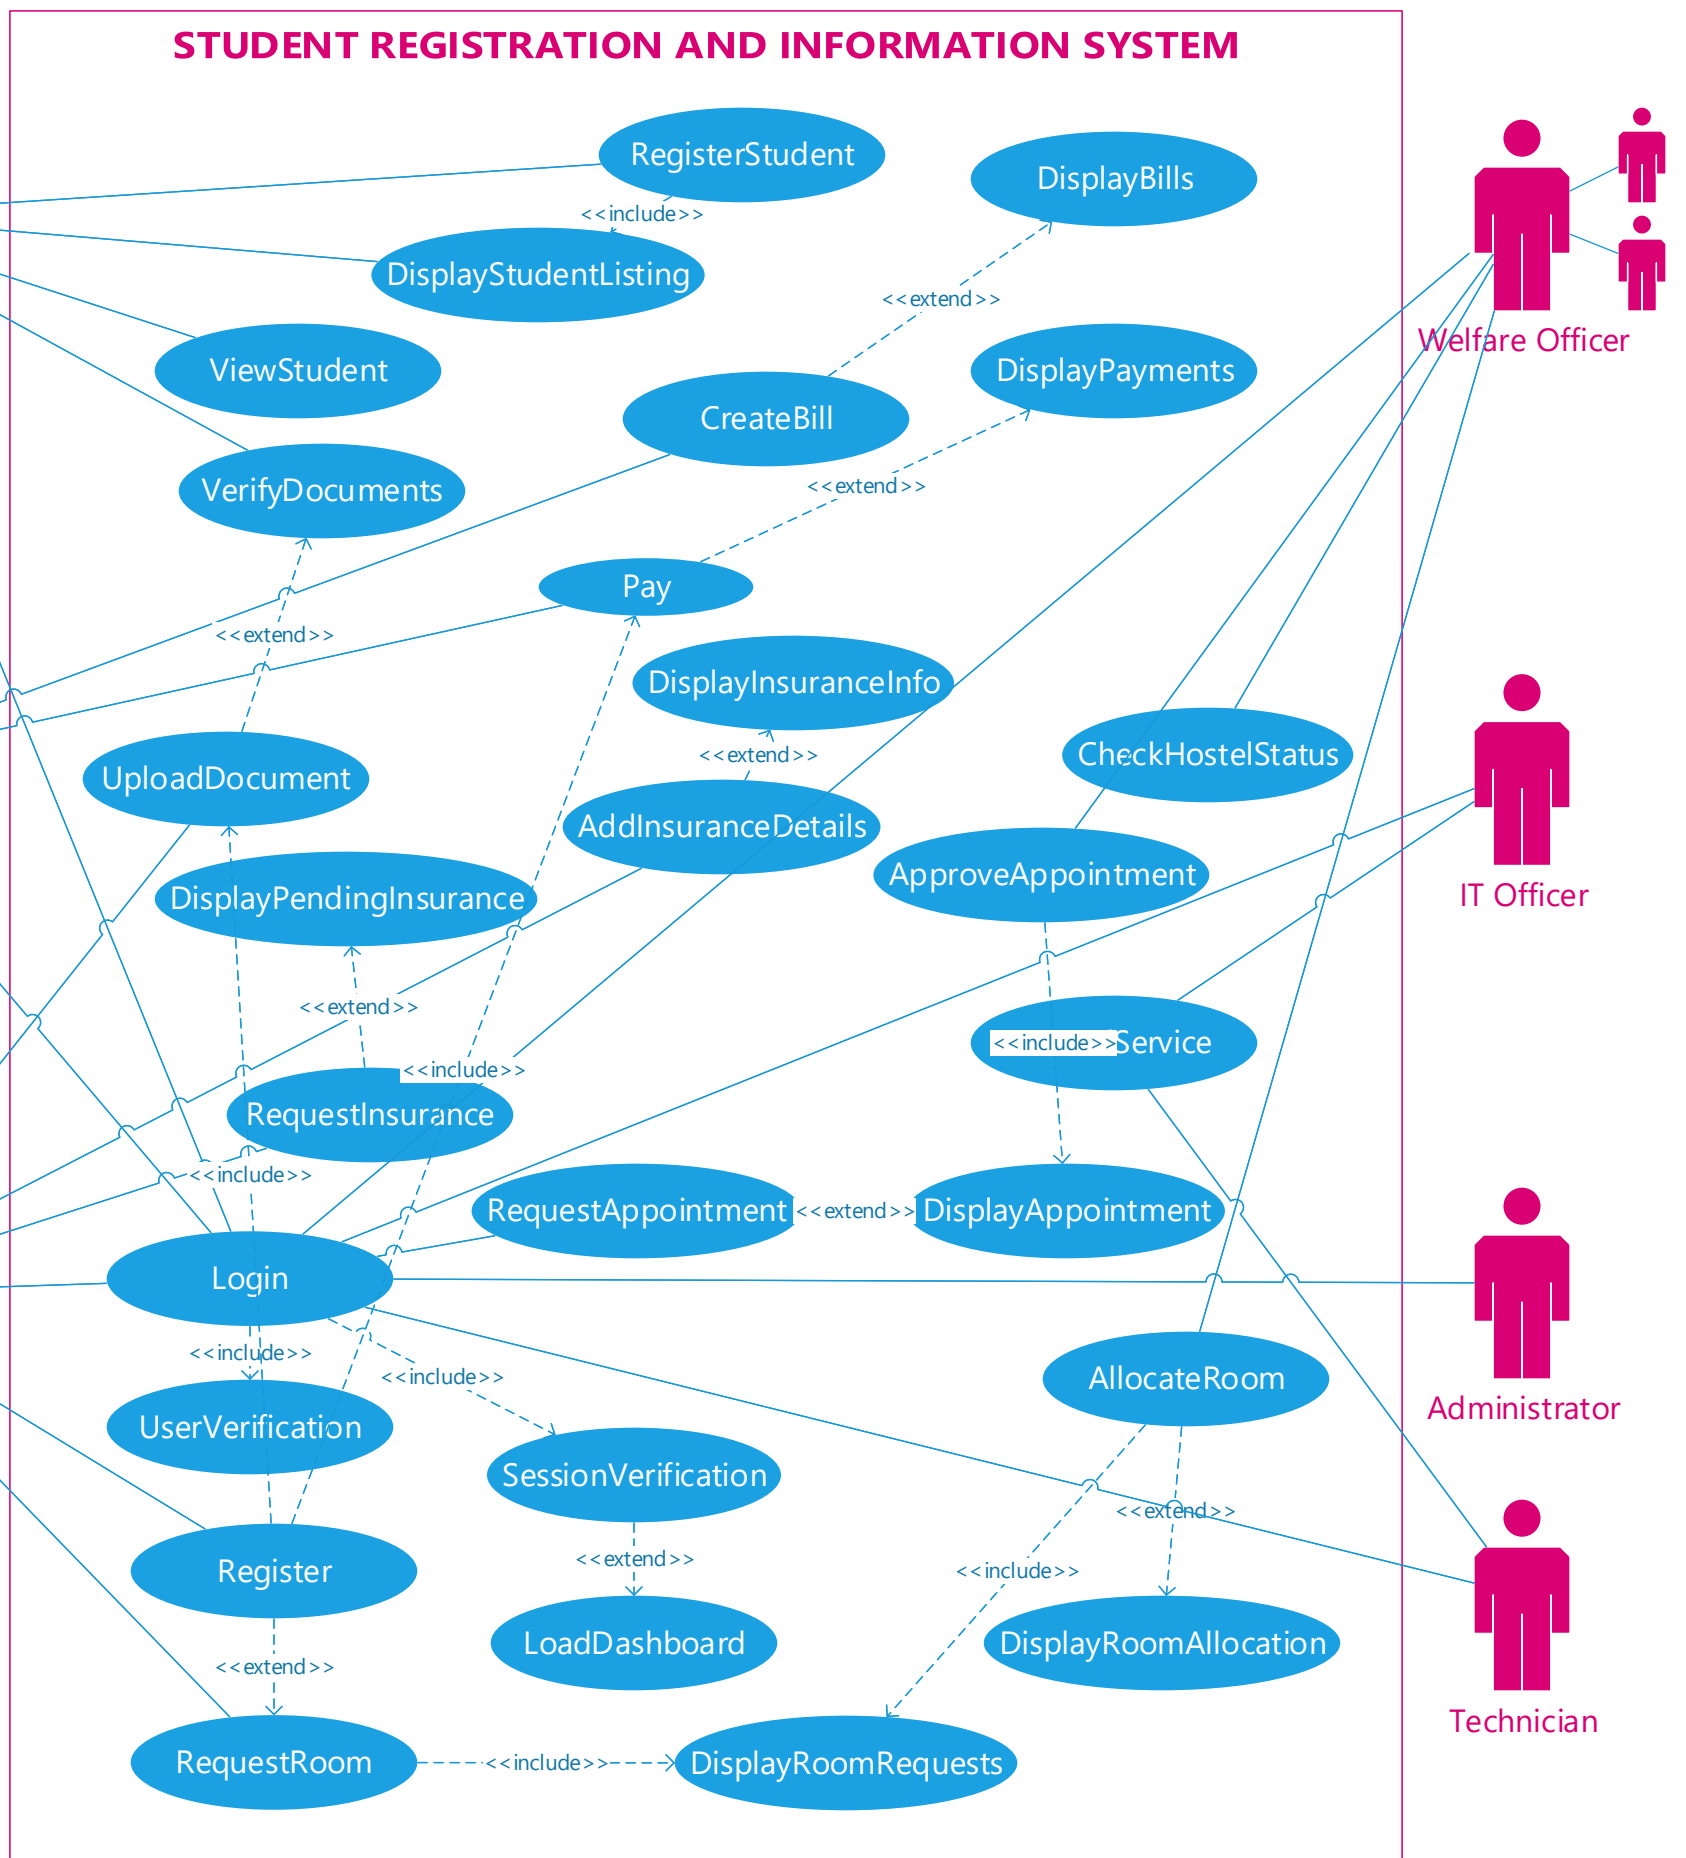 STUDENT REGISTRATION AND INFORMATION SYSTEM
RegisterStudent
DisplayBills
<<include>>
DisplayStudentListing
<<extend>>
Welfare Officer
ViewStudent
DisplayPayments
CreateBill
VerifyDocuments
<<extend>>
Pay
<<extend>>
DisplayInsuranceInfo
<<extend>>
CheckHostelStatus
UploadDocument
AddInsuranceDetails
ApproveAppointment
IT Officer
DisplayPendingInsurance
<<extend>>
<<include>>
Service
<<include>>
RequestInsurance
<<include>>
RequestAppointment
<<extend>>
DisplayAppointment
Login
<<include>>
<<include>>
AllocateRoom
Administrator
UserVerification
SessionVerification
<<extend>>
<<extend>>
Register
<<include>>
LoadDashboard
DisplayRoomAllocation
<<extend>>
Technician
RequestRoom
<<include>>
DisplayRoomRequests